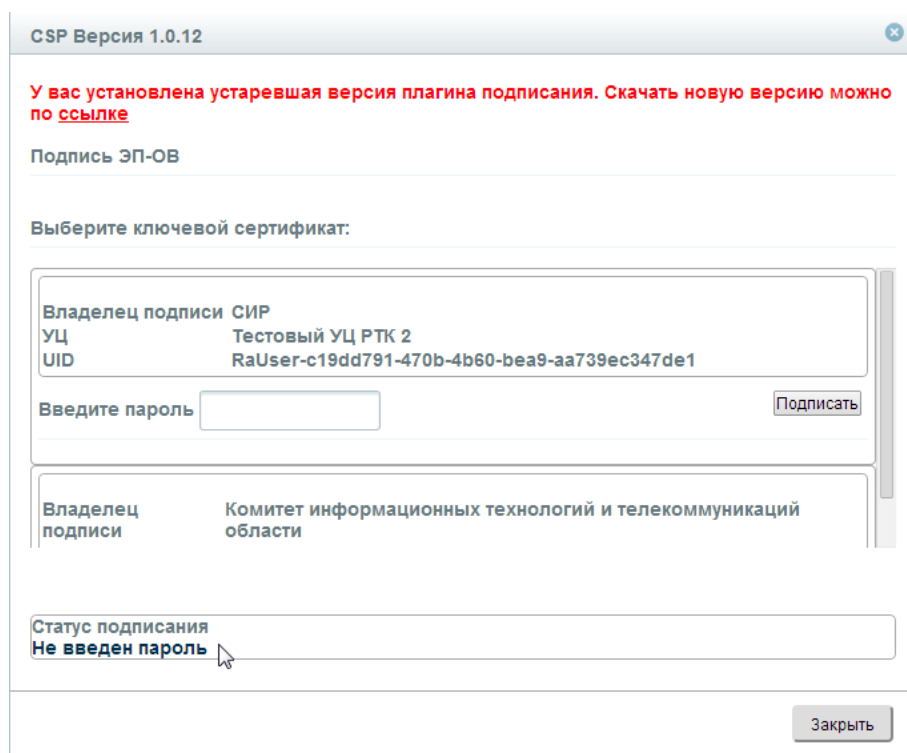 CSP Версия 1.0.12
У вас установлена устаревшая версия плагина подписания. Скачать новую версию можно
по ссылке
Подпись ЭП-ОВ
Выберите ключевой сертификат:
Владелец подписи СИР
УЦ Тестовый УЦ РТК 2
UID RaUser-c19dd791-470b-4b60-bea9-aa739ec347de1
Введите пароль Подписать
Владелец Комитет информационных технологий и телекоммуникаций
подписи области
Статус подписания
Не введен пароль
Закрыть